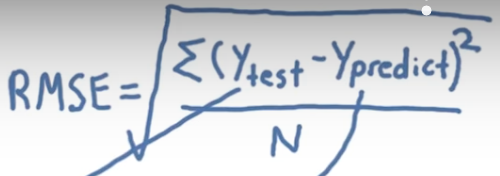 RMSE = √(Σ(Ytest - Ypredict)² / N)